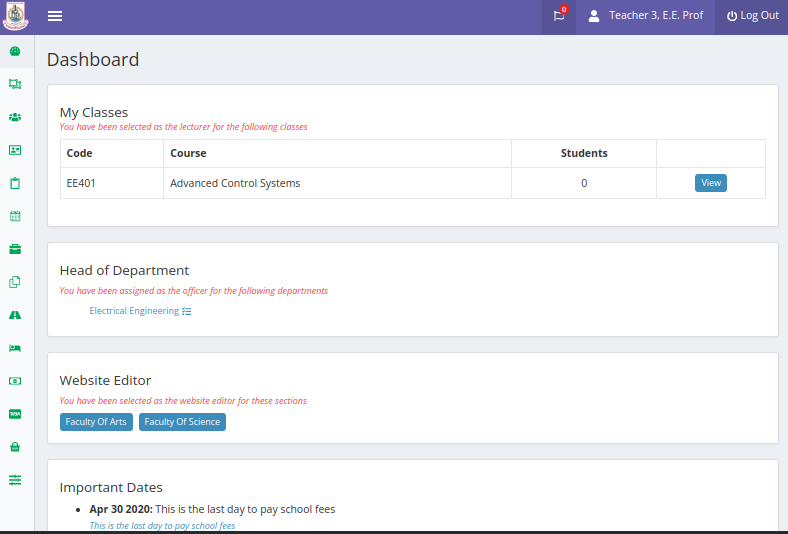 0
Teacher 3, E.E. Prof
Log Out
Dashboard
My Classes
You have been selected as the lecturer for the following classes
Code Course Students
EE401 Advanced Control Systems 0 View
Head of Department
You have been assigned as the officer for the following departments
Electrical Engineering
Website Editor
You have been selected as the website editor for these sections
Faculty Of Arts Faculty Of Science
Important Dates
Apr 30 2020: This is the last day to pay school fees
This is the last day to pay school fees